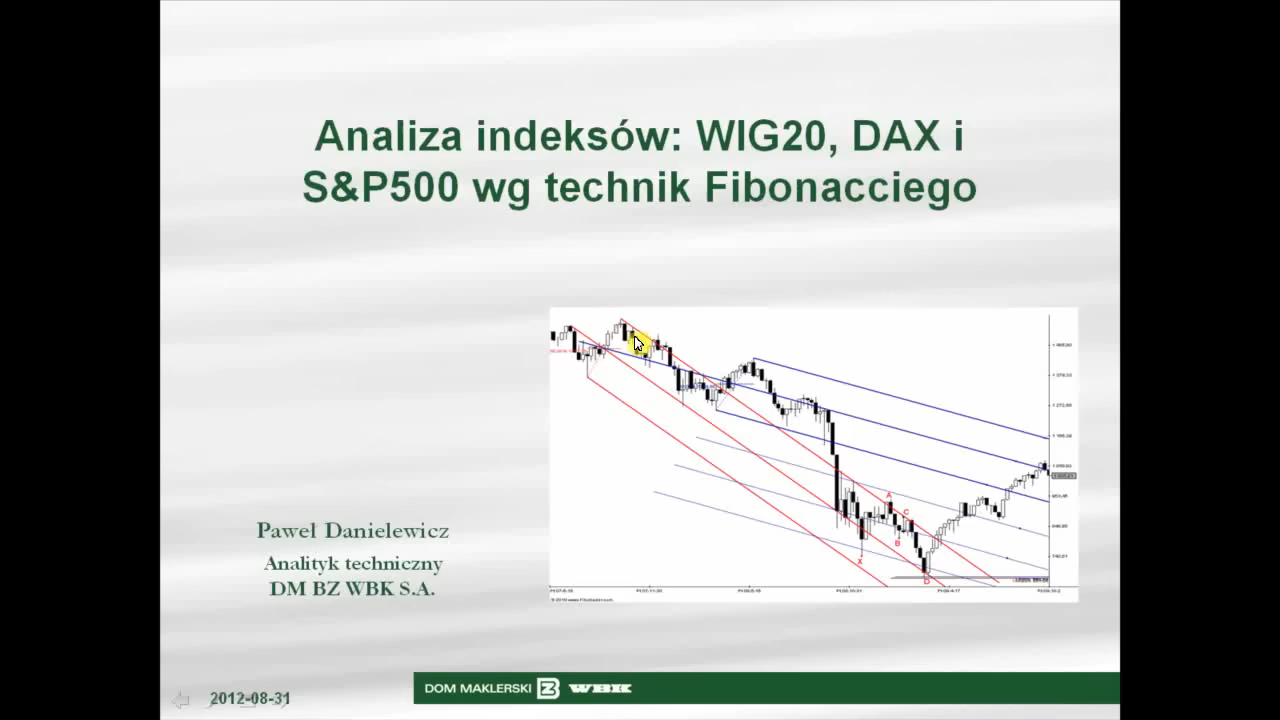 Analiza indeksów: WIG20, DAX i
S&P500 wg technik Fibonacciego
A
C
B
X
D
Paweł Danielewicz
Analityk techniczny
DM BZ WBK S.A.
2012-08-31
DOM MAKLERSKI Z WBK